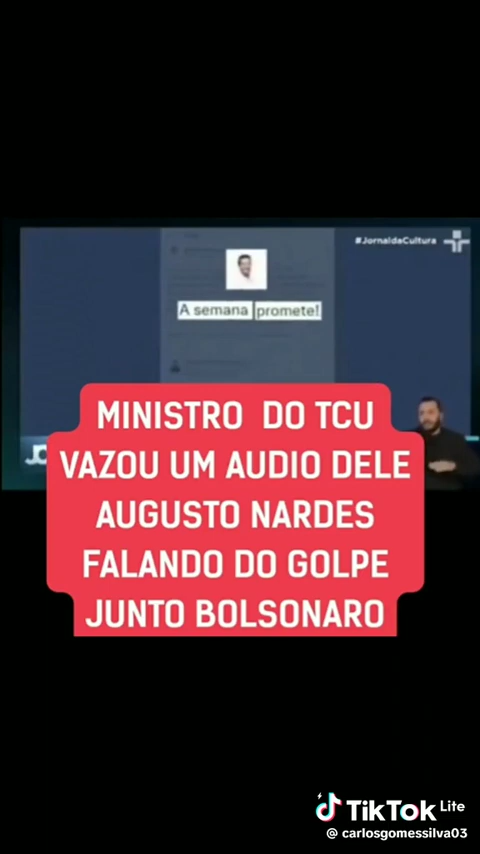 #JornaldaCultura
A semana promete!
MINISTRO DO TCU
VAZOU UM AUDIO DELE
AUGUSTO NARDES
FALANDO DO GOLPE
JUNTO BOLSONARO
TikTok Lite
@carlosgomessilva03